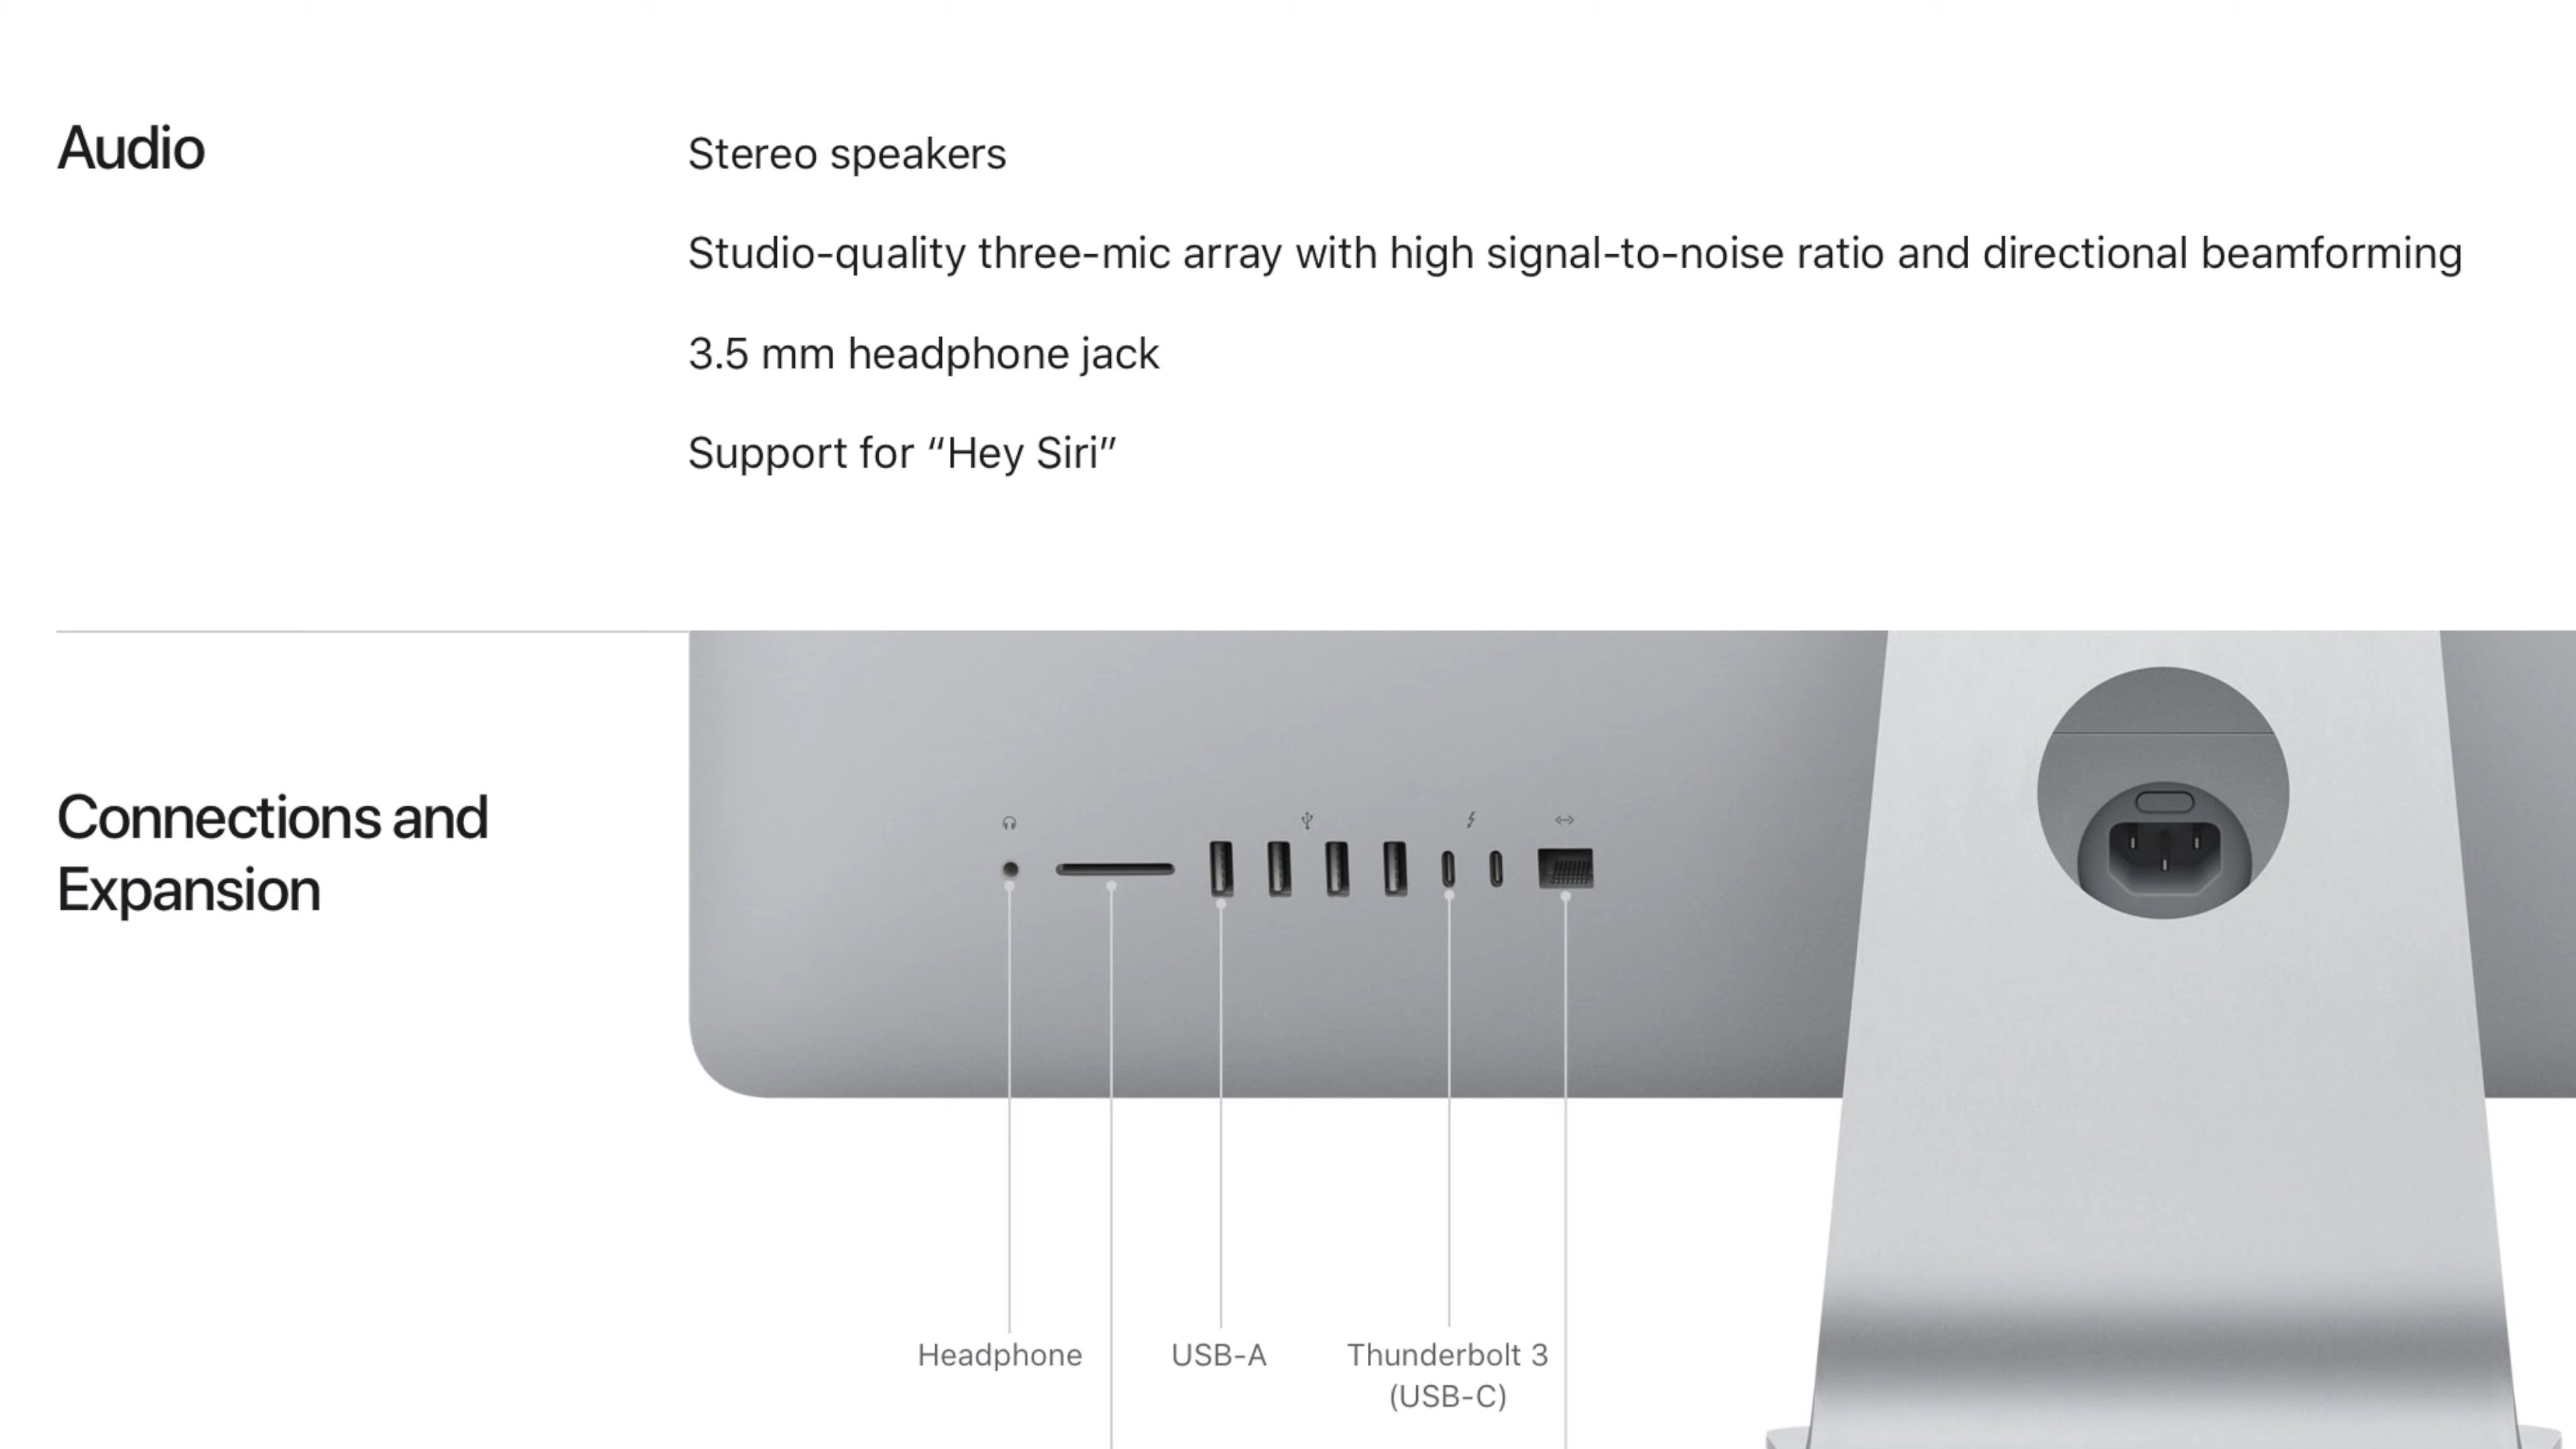 Audio
Stereo speakers
Studio-quality three-mic array with high signal-to-noise ratio and directional beamforming
3.5 mm headphone jack
Support for “Hey Siri”
Connections and
Expansion
Headphone
USB-A
Thunderbolt 3
(USB-C)